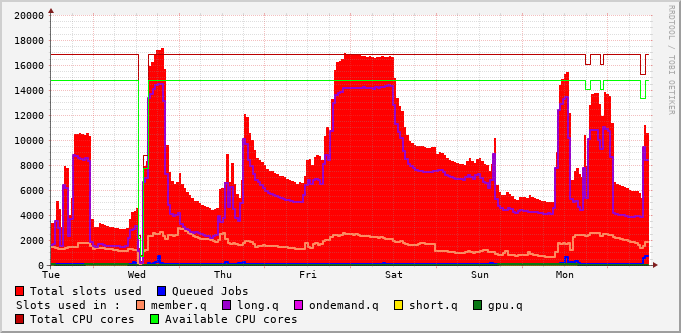 20000
18000
16000
14000
12000
10000
8000
6000
4000
2000
0
Tue Wed Thu Fri Sat Sun Mon
RRDTOOL / TOBI OETIKER
Total slots used Queued Jobs
Slots used in : member.q long.q ondemand.q short.q gpu.q
Total CPU cores Available CPU cores